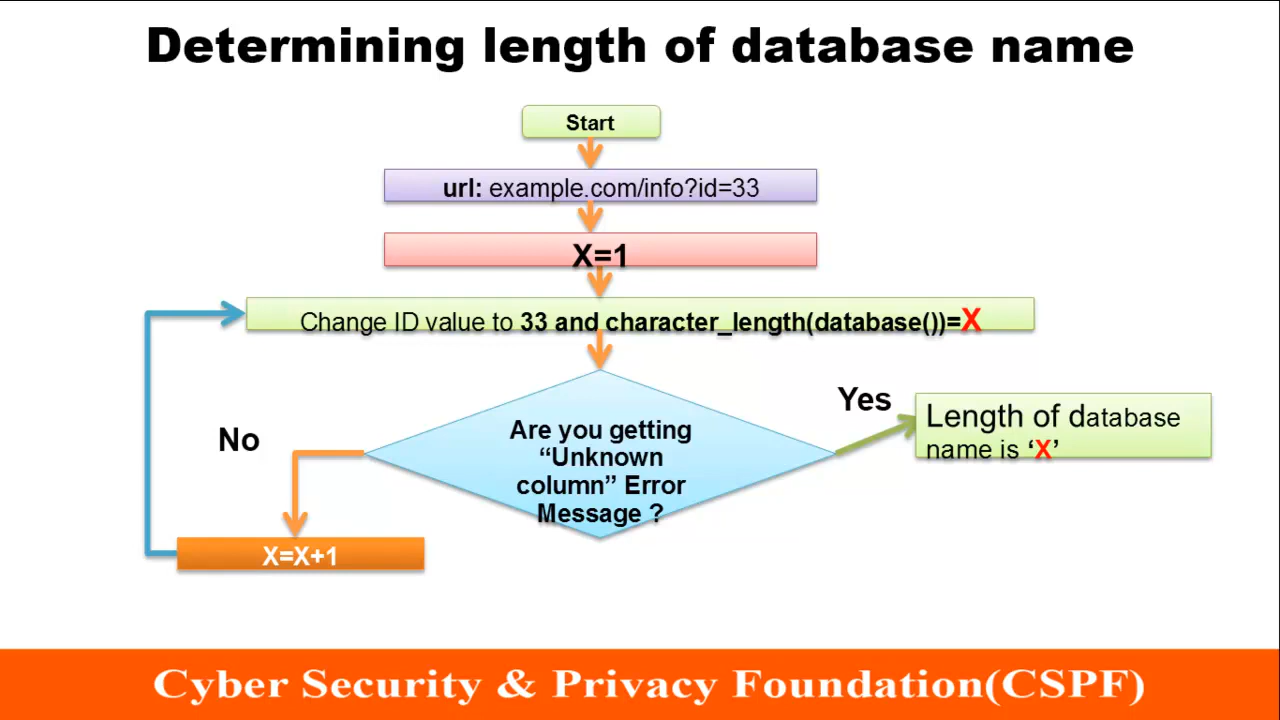 Determining length of database name
Start
url: example.com/info?id=33
X=1
Change ID value to 33 and character_length(database())=X
Are you getting
“Unknown
column” Error
Message ?
Yes
Length of database
name is ‘X’
No
X=X+1
Cyber Security & Privacy Foundation(CSPF)